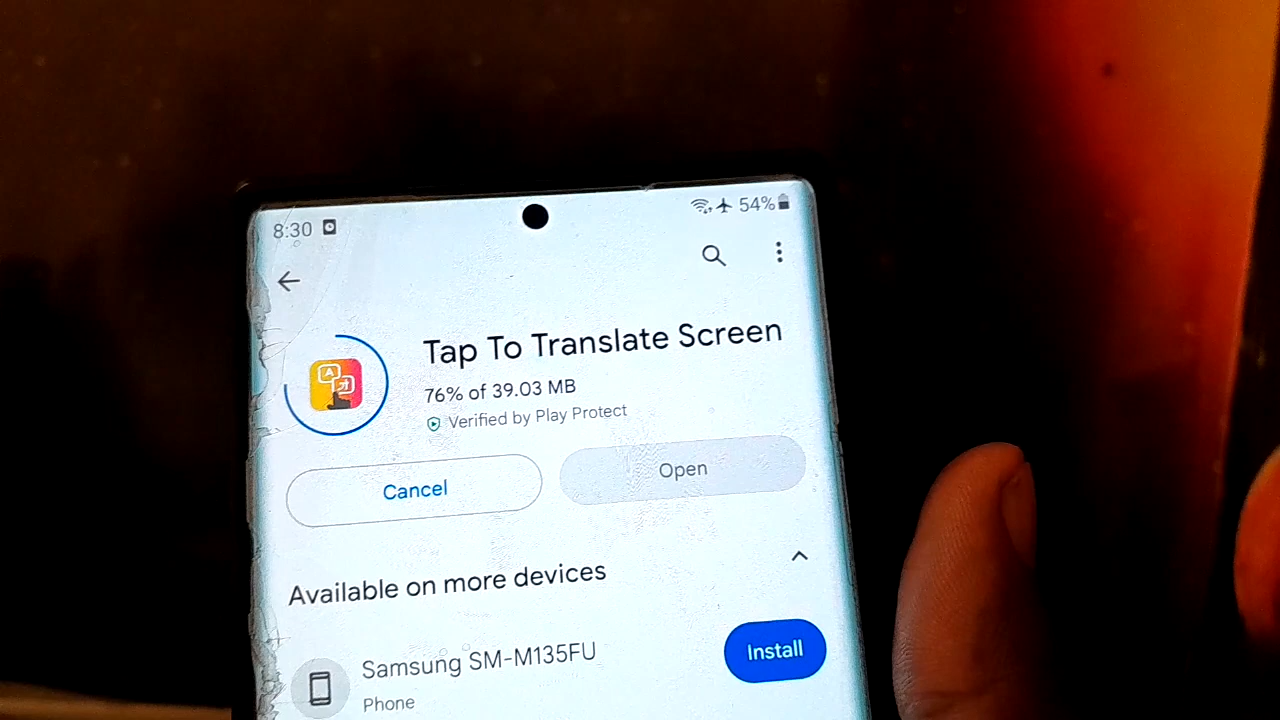 8:30 54%
Tap To Translate Screen
76% of 39.03 MB
Verified by Play Protect
Cancel Open
Available on more devices
Samsung SM-M135FU Install
Phone